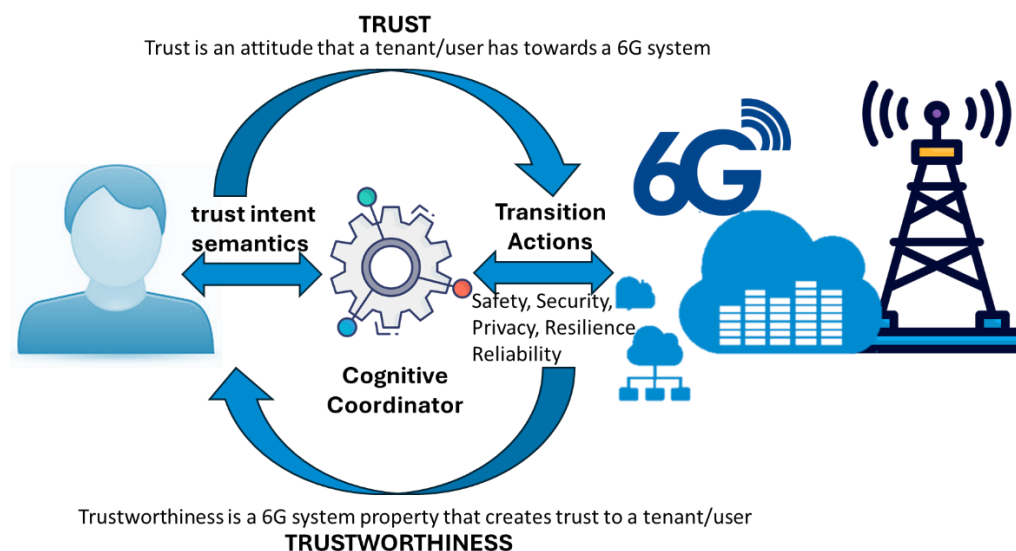 TRUST
Trust is an attitude that a tenant/user has towards a 6G system
6G
trust intent
semantics
Transition
Actions
Safety, Security,
Privacy, Resilience
Reliability
Cognitive
Coordinator
Trustworthiness is a 6G system property that creates trust to a tenant/user
TRUSTWORTHINESS